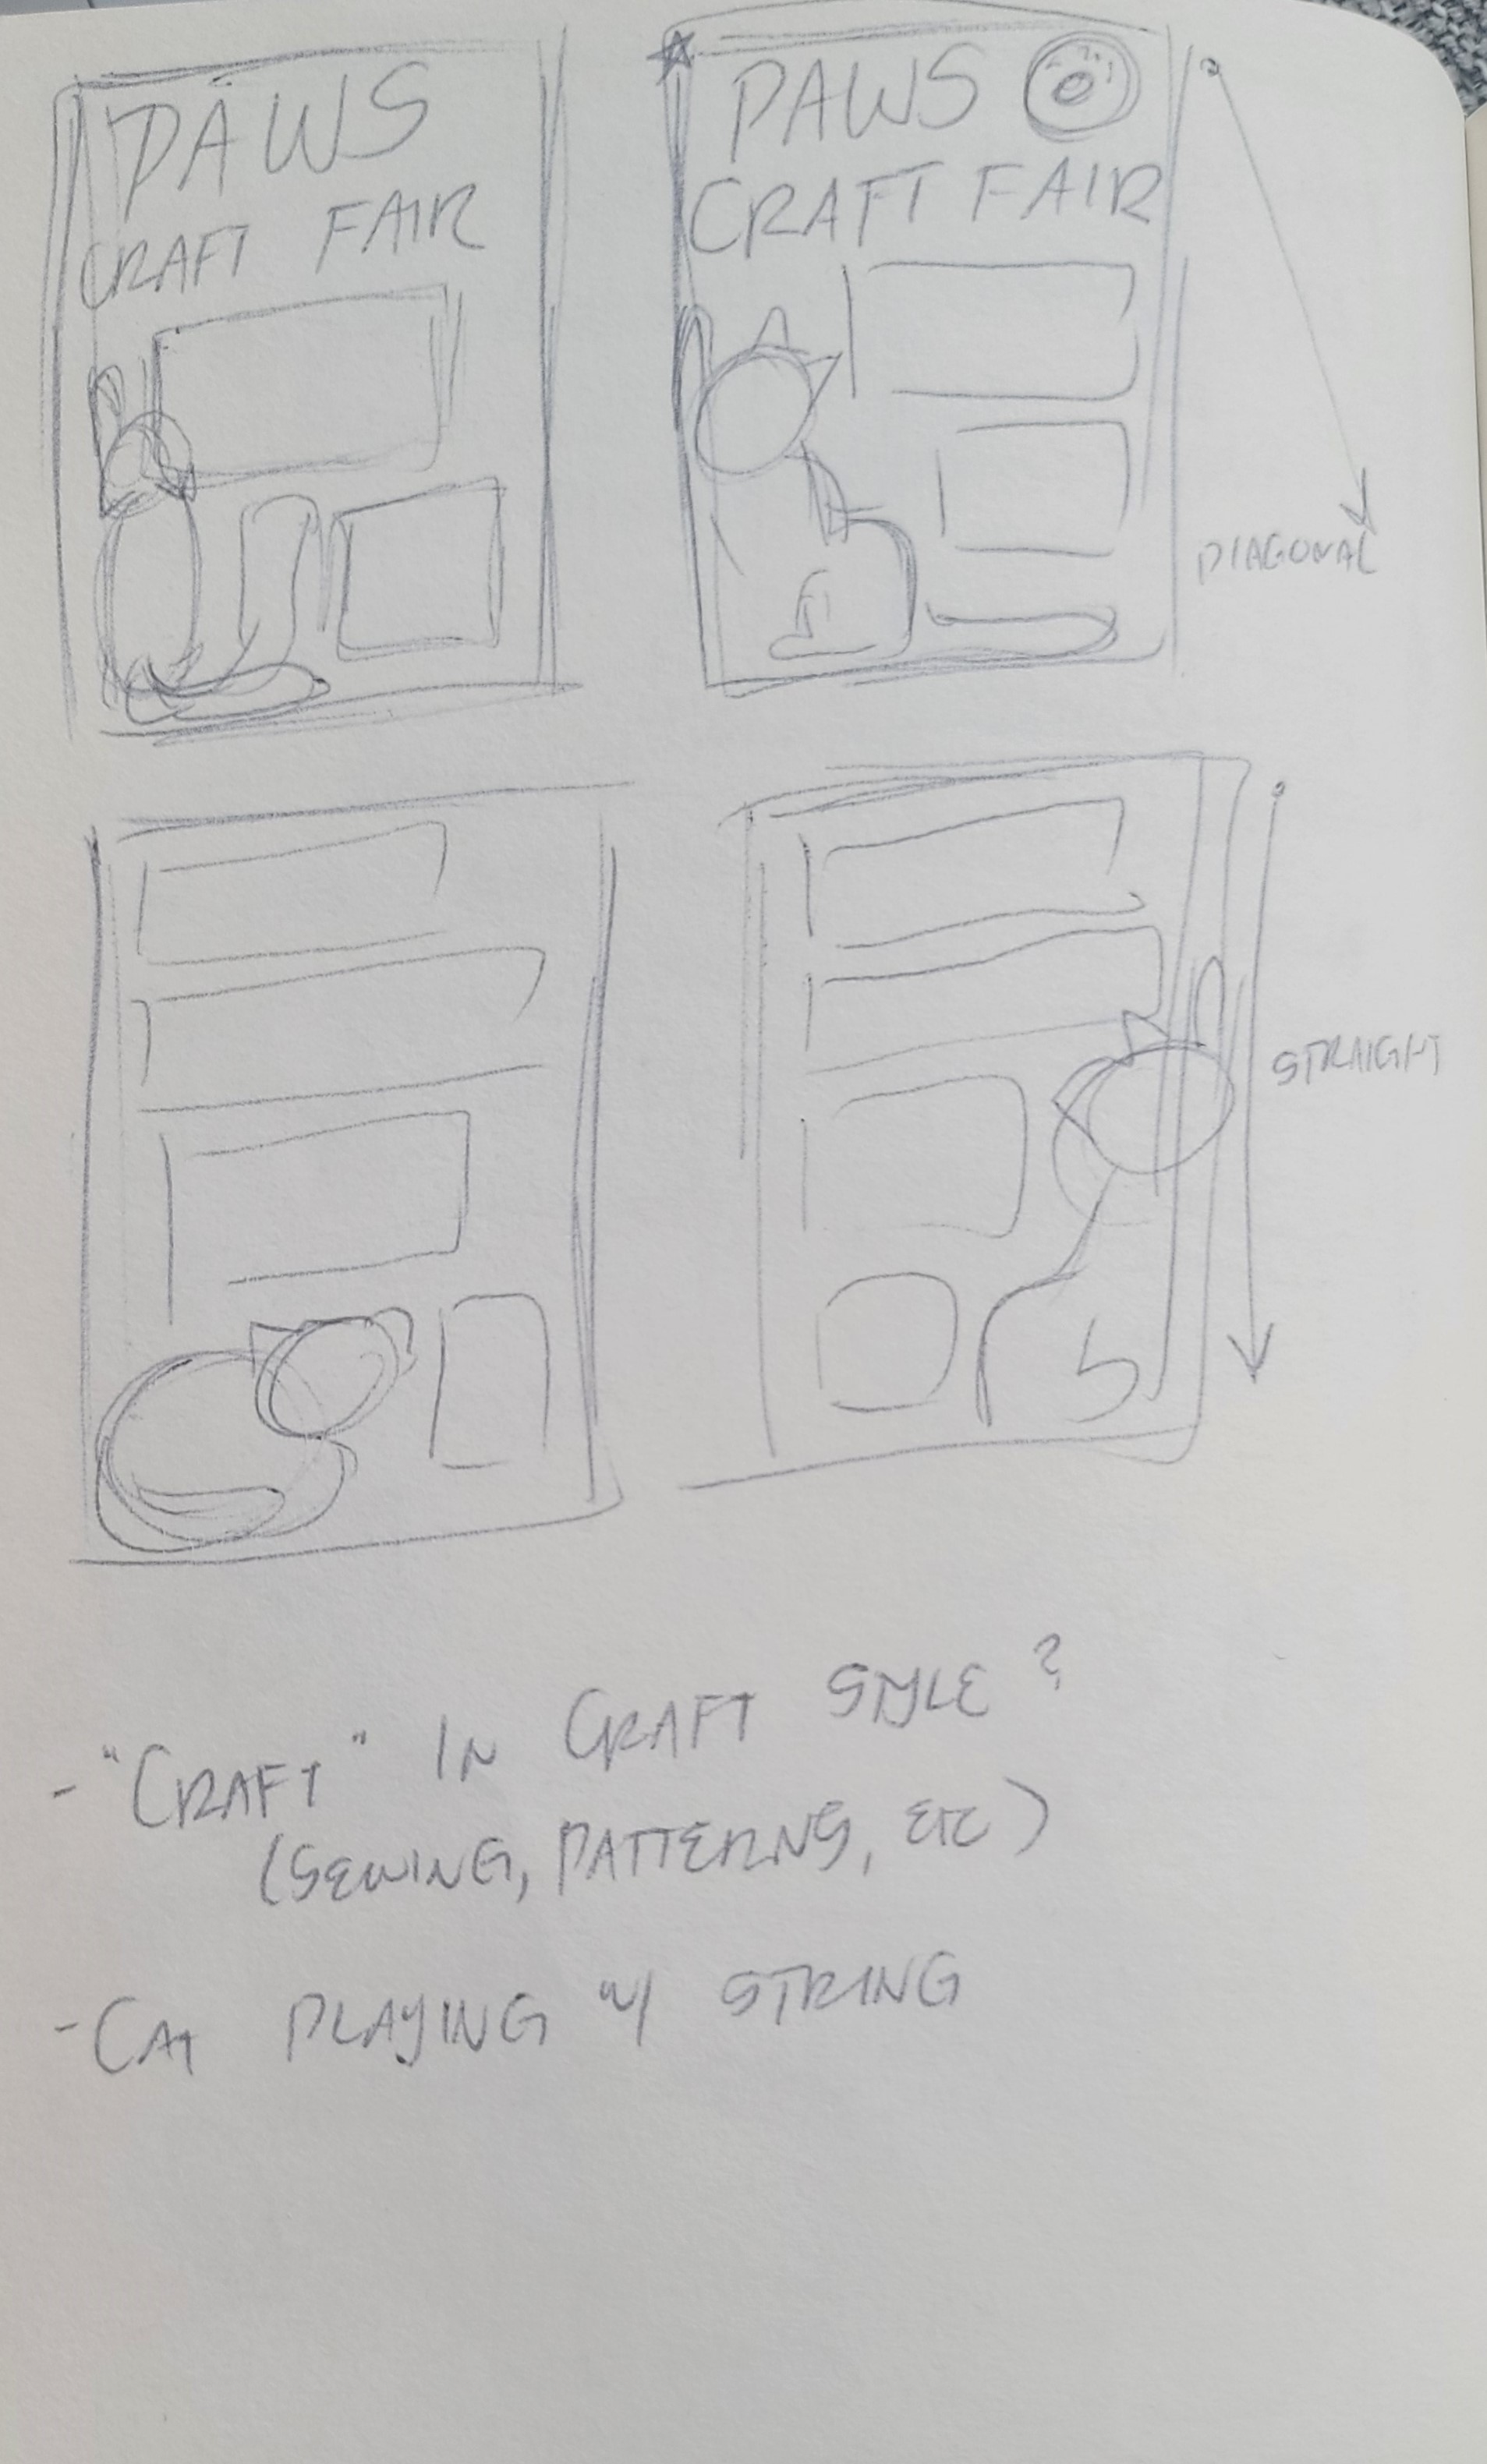 PAWS
CRAFT FAIR
PAWS
CRAFT FAIR
DIAGONAL
STRAIGHT
- "CRAFT" IN CRAFT STYLE?
(SEWING, PATTERNS, ETC)
- CAT PLAYING W/ STRING